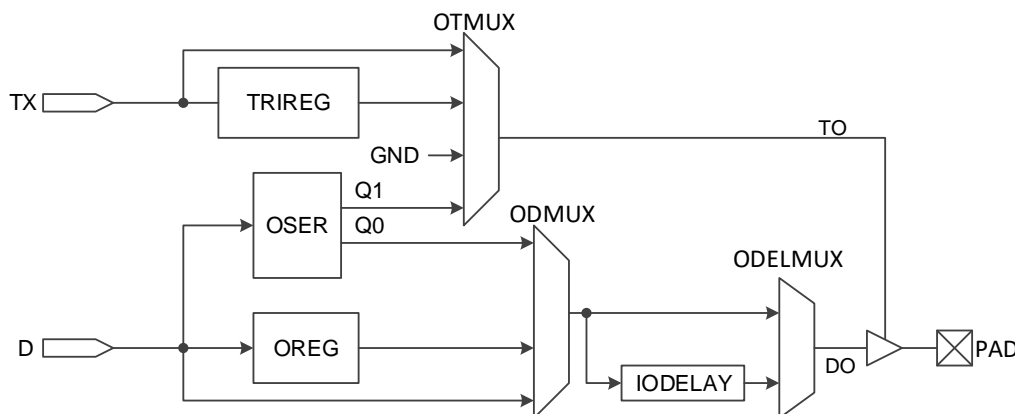 OTMUX
TX
TRIREG
TO
GND
Q1
OSER
Q0
ODMUX
ODELMUX
D
OREG
DO
PAD
IODELAY